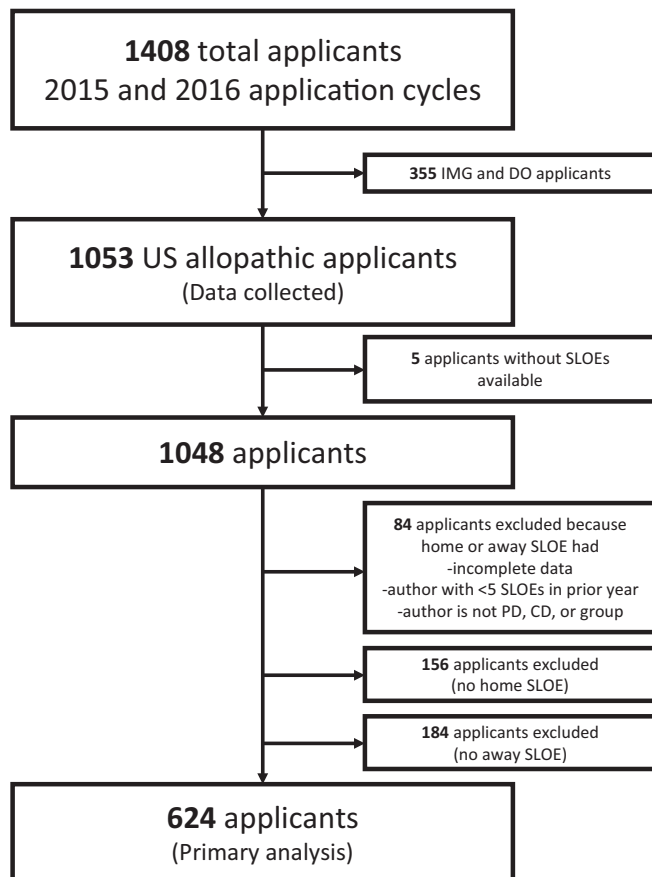 1408 total applicants
2015 and 2016 application cycles
355 IMG and DO applicants
1053 US allopathic applicants
(Data collected)
5 applicants without SLOEs
available
1048 applicants
84 applicants excluded because
home or away SLOE had
-incomplete data
-author with <5 SLOEs in prior year
-author is not PD, CD, or group
156 applicants excluded
(no home SLOE)
184 applicants excluded
(no away SLOE)
624 applicants
(Primary analysis)